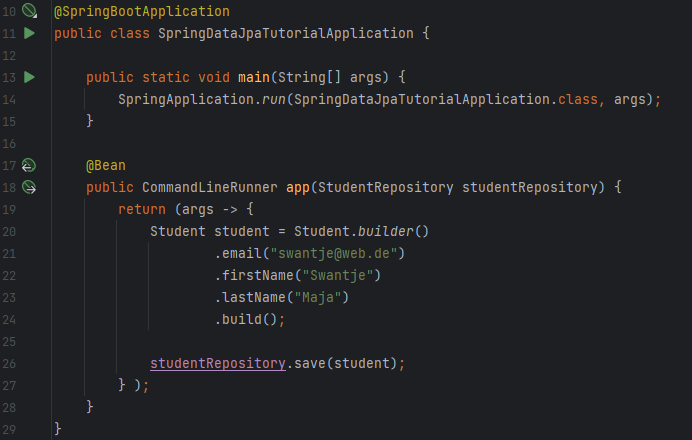 10 @SpringBootApplication
11 public class SpringDataJpaTutorialApplication {
12
13     public static void main(String[] args) {
14         SpringApplication.run(SpringDataJpaTutorialApplication.class, args);
15     }
16
17     @Bean
18     public CommandLineRunner app(StudentRepository studentRepository) {
19         return (args -> {
20             Student student = Student.builder()
21                     .email("swantje@web.de")
22                     .firstName("Swantje")
23                     .lastName("Maja")
24                     .build();
25
26             studentRepository.save(student);
27         } );
28     }
29 }